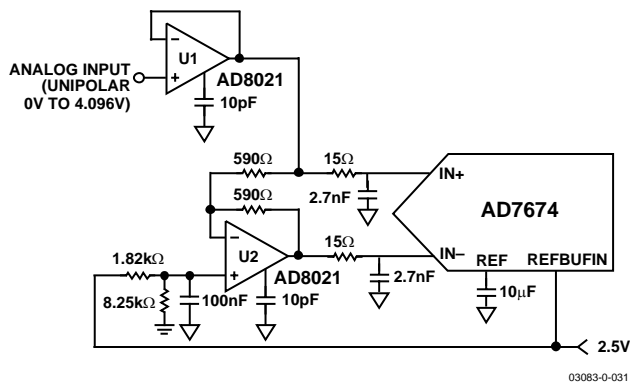 U1
ANALOG INPUT
(UNIPOLAR
0V TO 4.096V)
AD8021
10pF
590Ω
15Ω
IN+
590Ω
2.7nF
AD7674
15Ω
U2
IN–
REF
REFBUFIN
1.82kΩ
AD8021
2.7nF
8.25kΩ
100nF
10pF
10μF
2.5V
03083-0-031